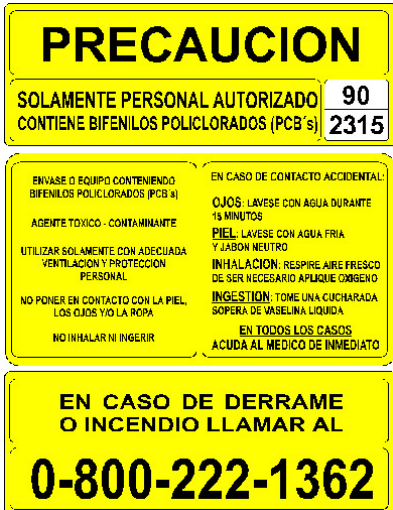 PRECAUCION
SOLAMENTE PERSONAL AUTORIZADO
CONTIENE BIFENILOS POLICLORADOS (PCB´s)
90
2315
ENVASE O EQUIPO CONTENIENDO
BIFENILOS POLICLORADOS (PCB´s)
AGENTE TOXICO - CONTAMINANTE
UTILIZAR SOLAMENTE CON ADECUADA
VENTILACION Y PROTECCION
PERSONAL
NO PONER EN CONTACTO CON LA PIEL,
LOS OJOS Y/O LA ROPA
NO INHALAR NI INGERIR
EN CASO DE CONTACTO ACCIDENTAL:
OJOS: LAVESE CON AGUA DURANTE
15 MINUTOS
PIEL: LAVESE CON AGUA FRIA
Y JABON NEUTRO
INHALACION: RESPIRE AIRE FRESCO
DE SER NECESARIO APLIQUE OXIGENO
INGESTION: TOME UNA CUCHARADA
SOPERA DE VASELINA LIQUIDA
EN TODOS LOS CASOS
ACUDA AL MEDICO DE INMEDIATO
EN CASO DE DERRAME
O INCENDIO LLAMAR AL
0-800-222-1362